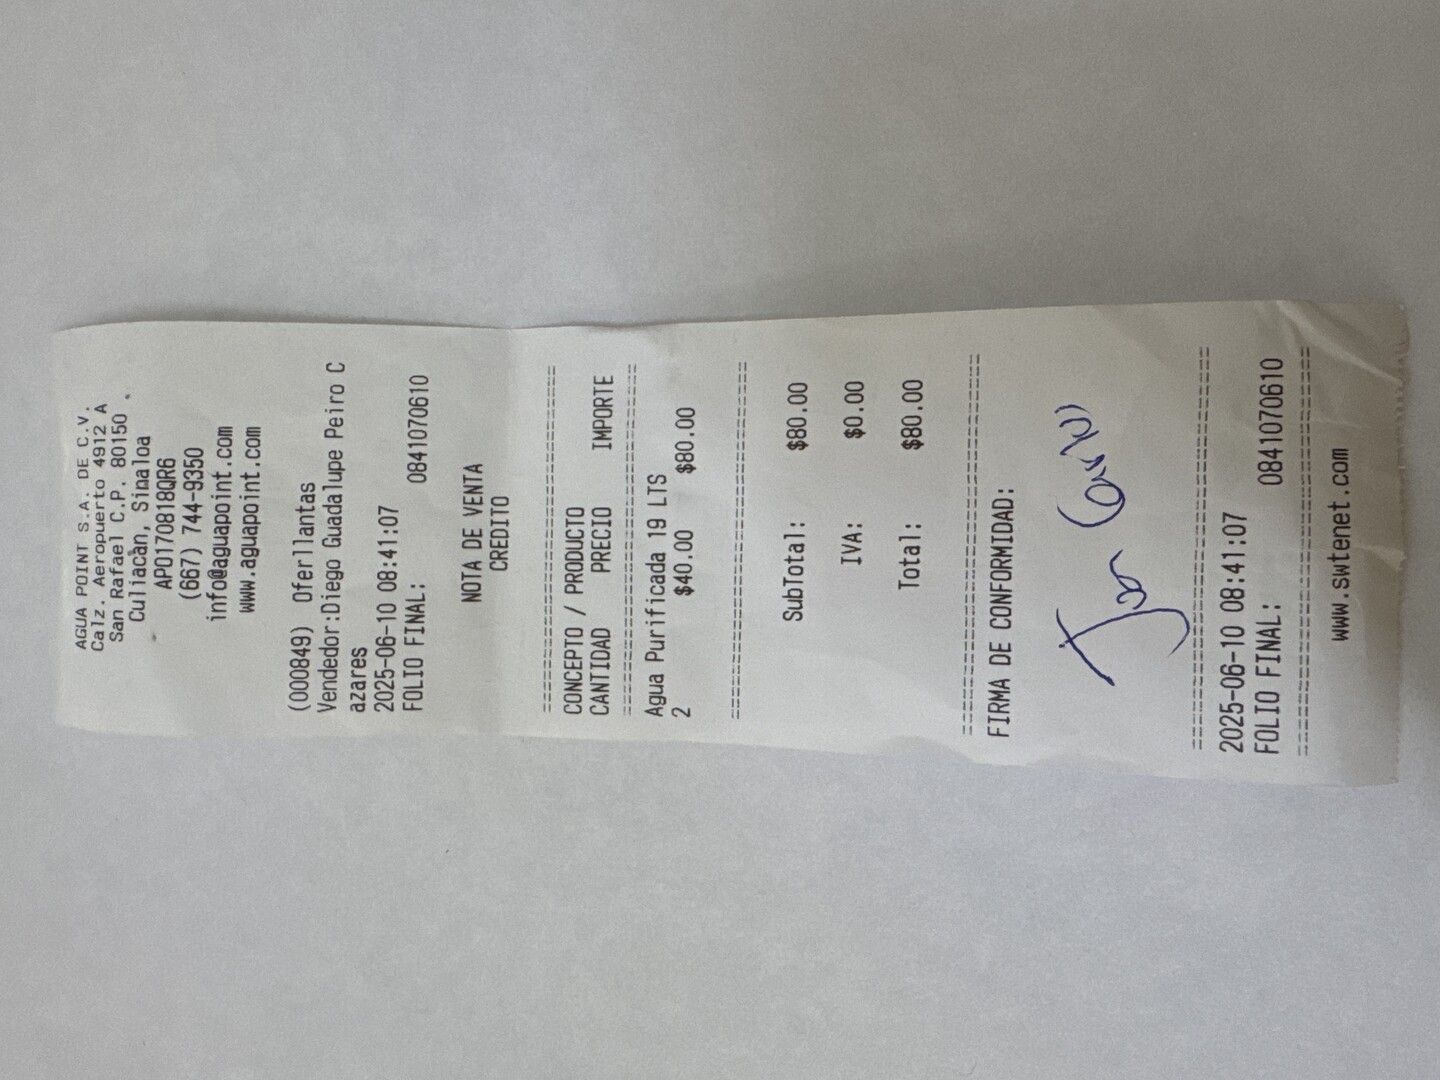 AGUA POINT S.A. DE C.V.
Calz. Aeropuerto 4912 A
San Rafael C.P. 80150
Culiacàn, Sinaloa
APO170818QR6
(667) 744-9350
info@aguapoint.com
www.aguapoint.com
(000849) Oferllantas
Vendedor:Diego Guadalupe Peiro C
azares
2025-06-10 08:41:07
FOLIO FINAL: 0841070610
NOTA DE VENTA
CREDITO
================================
CONCEPTO / PRODUCTO
CANTIDAD PRECIO IMPORTE
================================
Agua Purificada 19 LTS
2 $40.00 $80.00
================================
SubTotal: $80.00
IVA: $0.00
Total: $80.00
================================
FIRMA DE CONFORMIDAD:
================================
2025-06-10 08:41:07
FOLIO FINAL: 0841070610
================================
www.swtenet.com